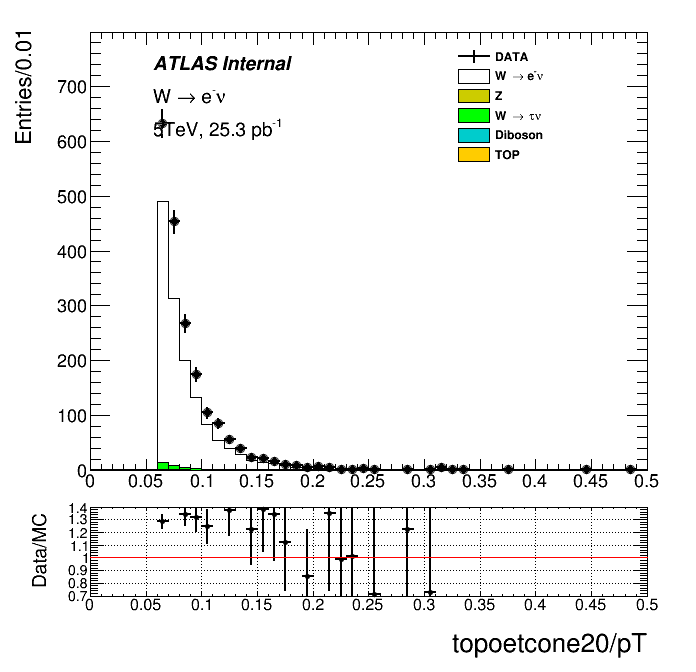 Entries/0.01
700
600
500
400
300
200
100
0
ATLAS Internal
W → e⁻ν
5TeV, 25.3 pb⁻¹
DATA
W → e⁻ν
Z
W → τν
Diboson
TOP
0 0.05 0.1 0.15 0.2 0.25 0.3 0.35 0.4 0.45 0.5
Data/MC
1.4
1.3
1.2
1.1
1
0.9
0.8
0.7
0 0.05 0.1 0.15 0.2 0.25 0.3 0.35 0.4 0.45 0.5
topoetcone20/pT